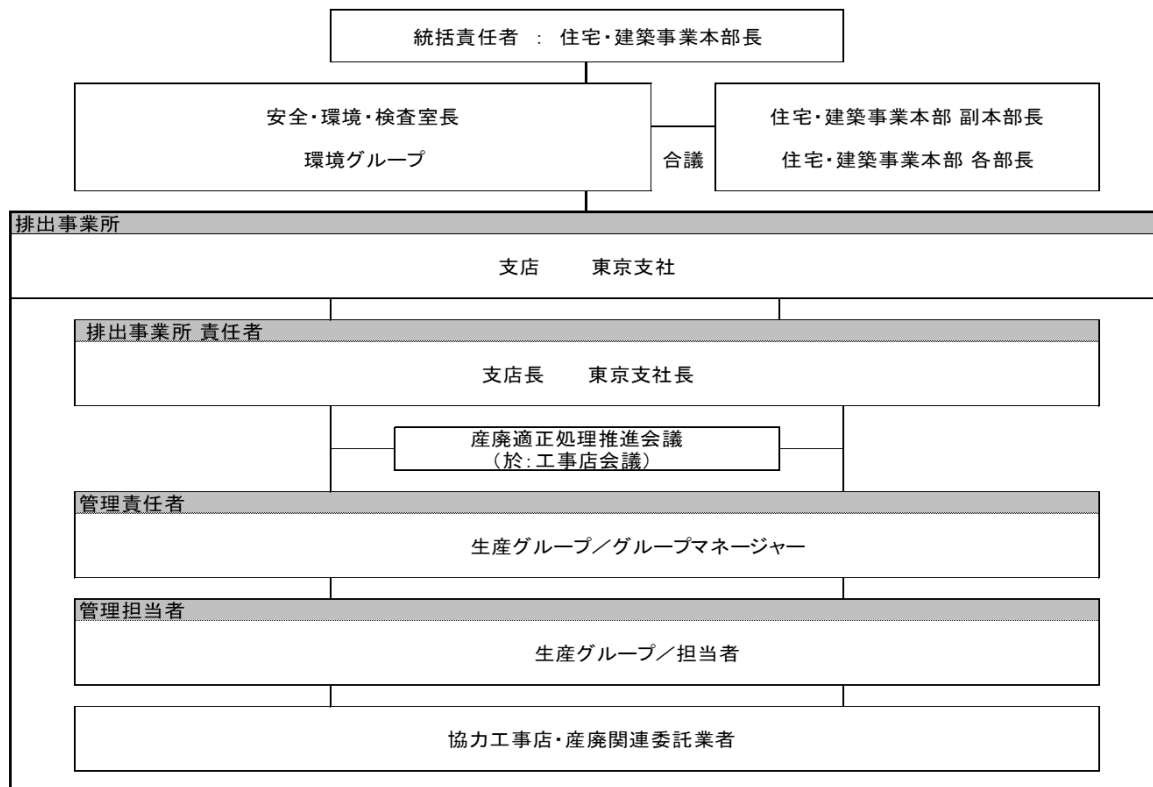 統括責任者 : 住宅・建築事業本部長
安全・環境・検査室長
環境グループ
合議
住宅・建築事業本部 副本部長
住宅・建築事業本部 各部長
排出事業所
支店 東京支社
排出事業所 責任者
支店長 東京支社長
産廃適正処理推進会議
（於：工事店会議）
管理責任者
生産グループ／グループマネージャー
管理担当者
生産グループ／担当者
協力工事店・産廃関連委託業者